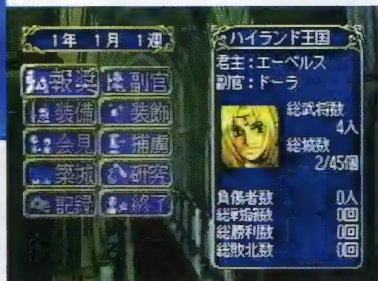 1年 1月 1週
報奨 副官
装備 装飾
会見 捕虜
築城 研究
記録 終了
ハイランド王国
君主：エーベルス
副官：ドーラ
総武将数
4人
総城数
2/45個
負傷者数 0人
総戦闘数 0回
総勝利数 0回
総敗北数 0回